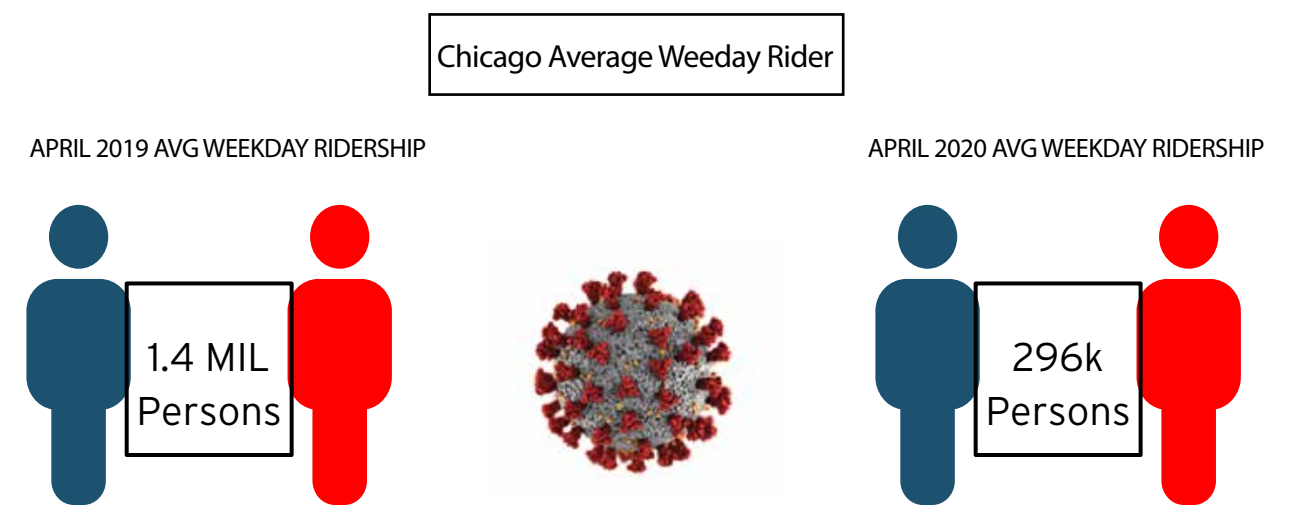 Chicago Average Weeday Rider
APRIL 2019 AVG WEEKDAY RIDERSHIP
APRIL 2020 AVG WEEKDAY RIDERSHIP
1.4 MIL
Persons
296k
Persons